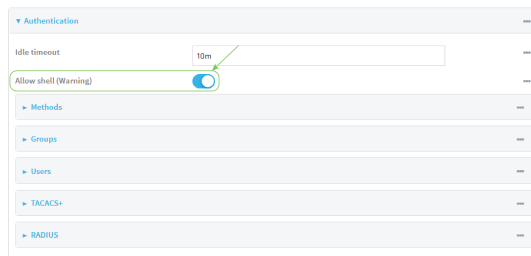 Authentication
Idle timeout
10m
Allow shell (Warning)
Methods
Groups
Users
TACACS+
RADIUS